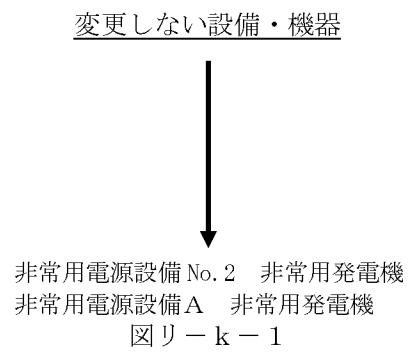 変更しない設備・機器
非常用電源設備 No.2　非常用発電機
非常用電源設備Ａ　非常用発電機
図リ－ｋ－１